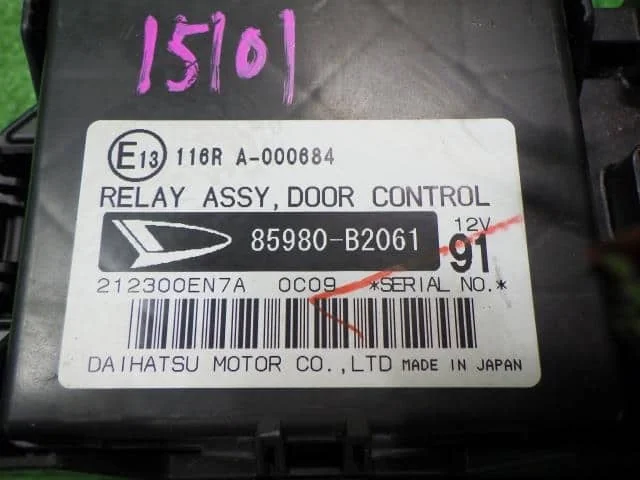 15101
E13 116R A-000684
RELAY ASSY, DOOR CONTROL
85980-B2061 12V 91
212300EN7A 0C09 *SERIAL NO.*
DAIHATSU MOTOR CO.,LTD MADE IN JAPAN